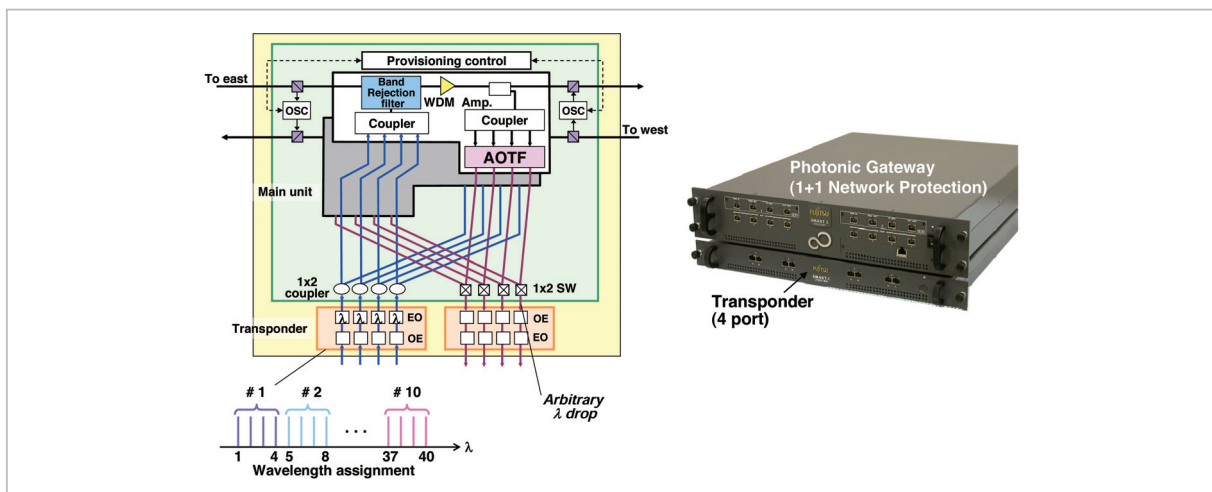 Provisioning control
To east
Band
Rejection
filter
WDM
Amp.
OSC
OSC
Coupler
Coupler
To west
AOTF
Main unit
1x2
coupler
1x2 SW
Transponder
λ λ λ λ
EO
OE
OE
EO
# 1
# 2
# 10
Arbitrary
λ drop
...
λ
1 4 5 8 37 40
Wavelength assignment
Photonic Gateway
(1+1 Network Protection)
FUJITSU
Transponder
(4 port)